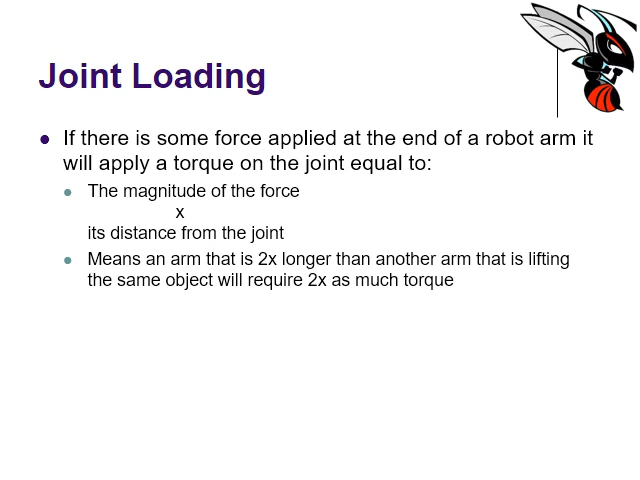 Joint Loading
If there is some force applied at the end of a robot arm it
will apply a torque on the joint equal to:
The magnitude of the force
x
its distance from the joint
Means an arm that is 2x longer than another arm that is lifting
the same object will require 2x as much torque